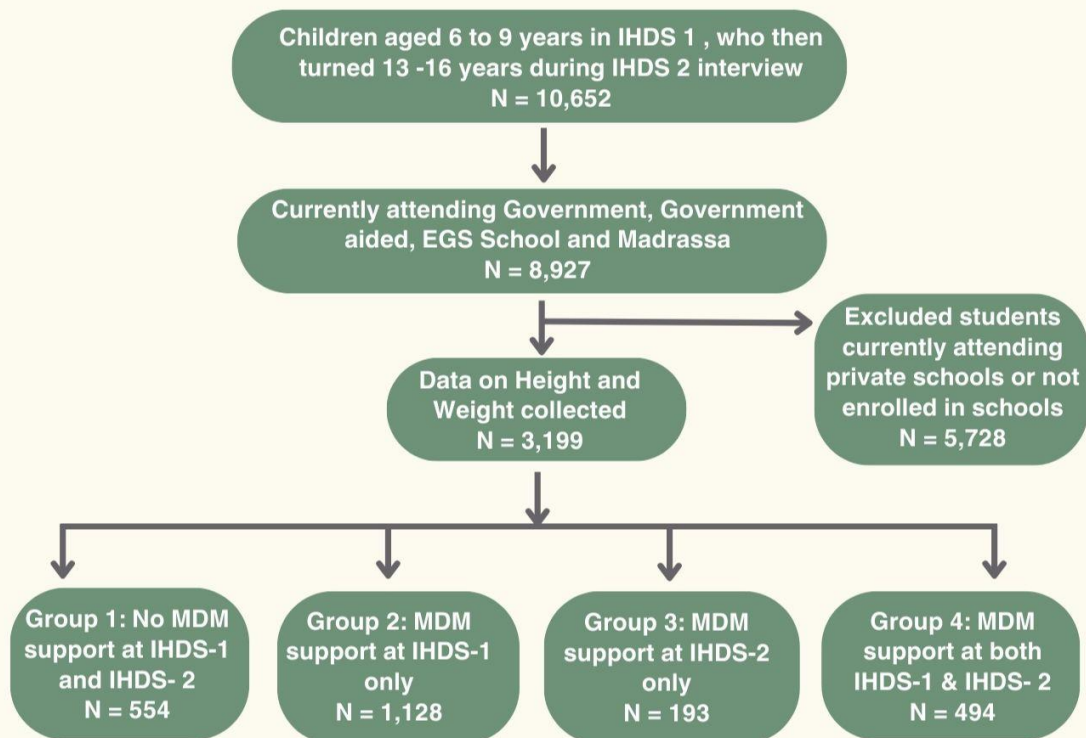 Children aged 6 to 9 years in IHDS 1 , who then
turned 13 -16 years during IHDS 2 interview
N = 10,652
Currently attending Government, Government
aided, EGS School and Madrassa
N = 8,927
Excluded students
currently attending
private schools or not
enrolled in schools
N = 5,728
Data on Height and
Weight collected
N = 3,199
Group 1: No MDM
support at IHDS-1
and IHDS- 2
N = 554
Group 2: MDM
support at IHDS-1
only
N = 1,128
Group 3: MDM
support at IHDS-2
only
N = 193
Group 4: MDM
support at both
IHDS-1 & IHDS- 2
N = 494